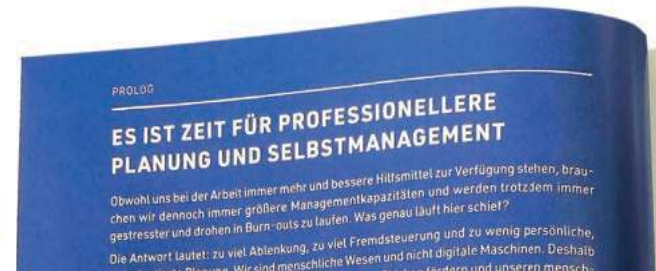 PROLOG
ES IST ZEIT FÜR PROFESSIONELLERE
PLANUNG UND SELBSTMANAGEMENT
Obwohl uns bei der Arbeit immer mehr und bessere Hilfsmittel zur Verfügung stehen, brau-
chen wir dennoch immer größere Managementkapazitäten und werden trotzdem immer
gestresster und drohen in Burn-outs zu laufen. Was genau läuft hier schief?
Die Antwort lautet: zu viel Ablenkung, zu viel Fremdsteuerung und zu wenig persönliche,
Planung. Wir sind menschliche Wesen und nicht digitale Maschinen. Deshalb
fördern und unseren mensch-